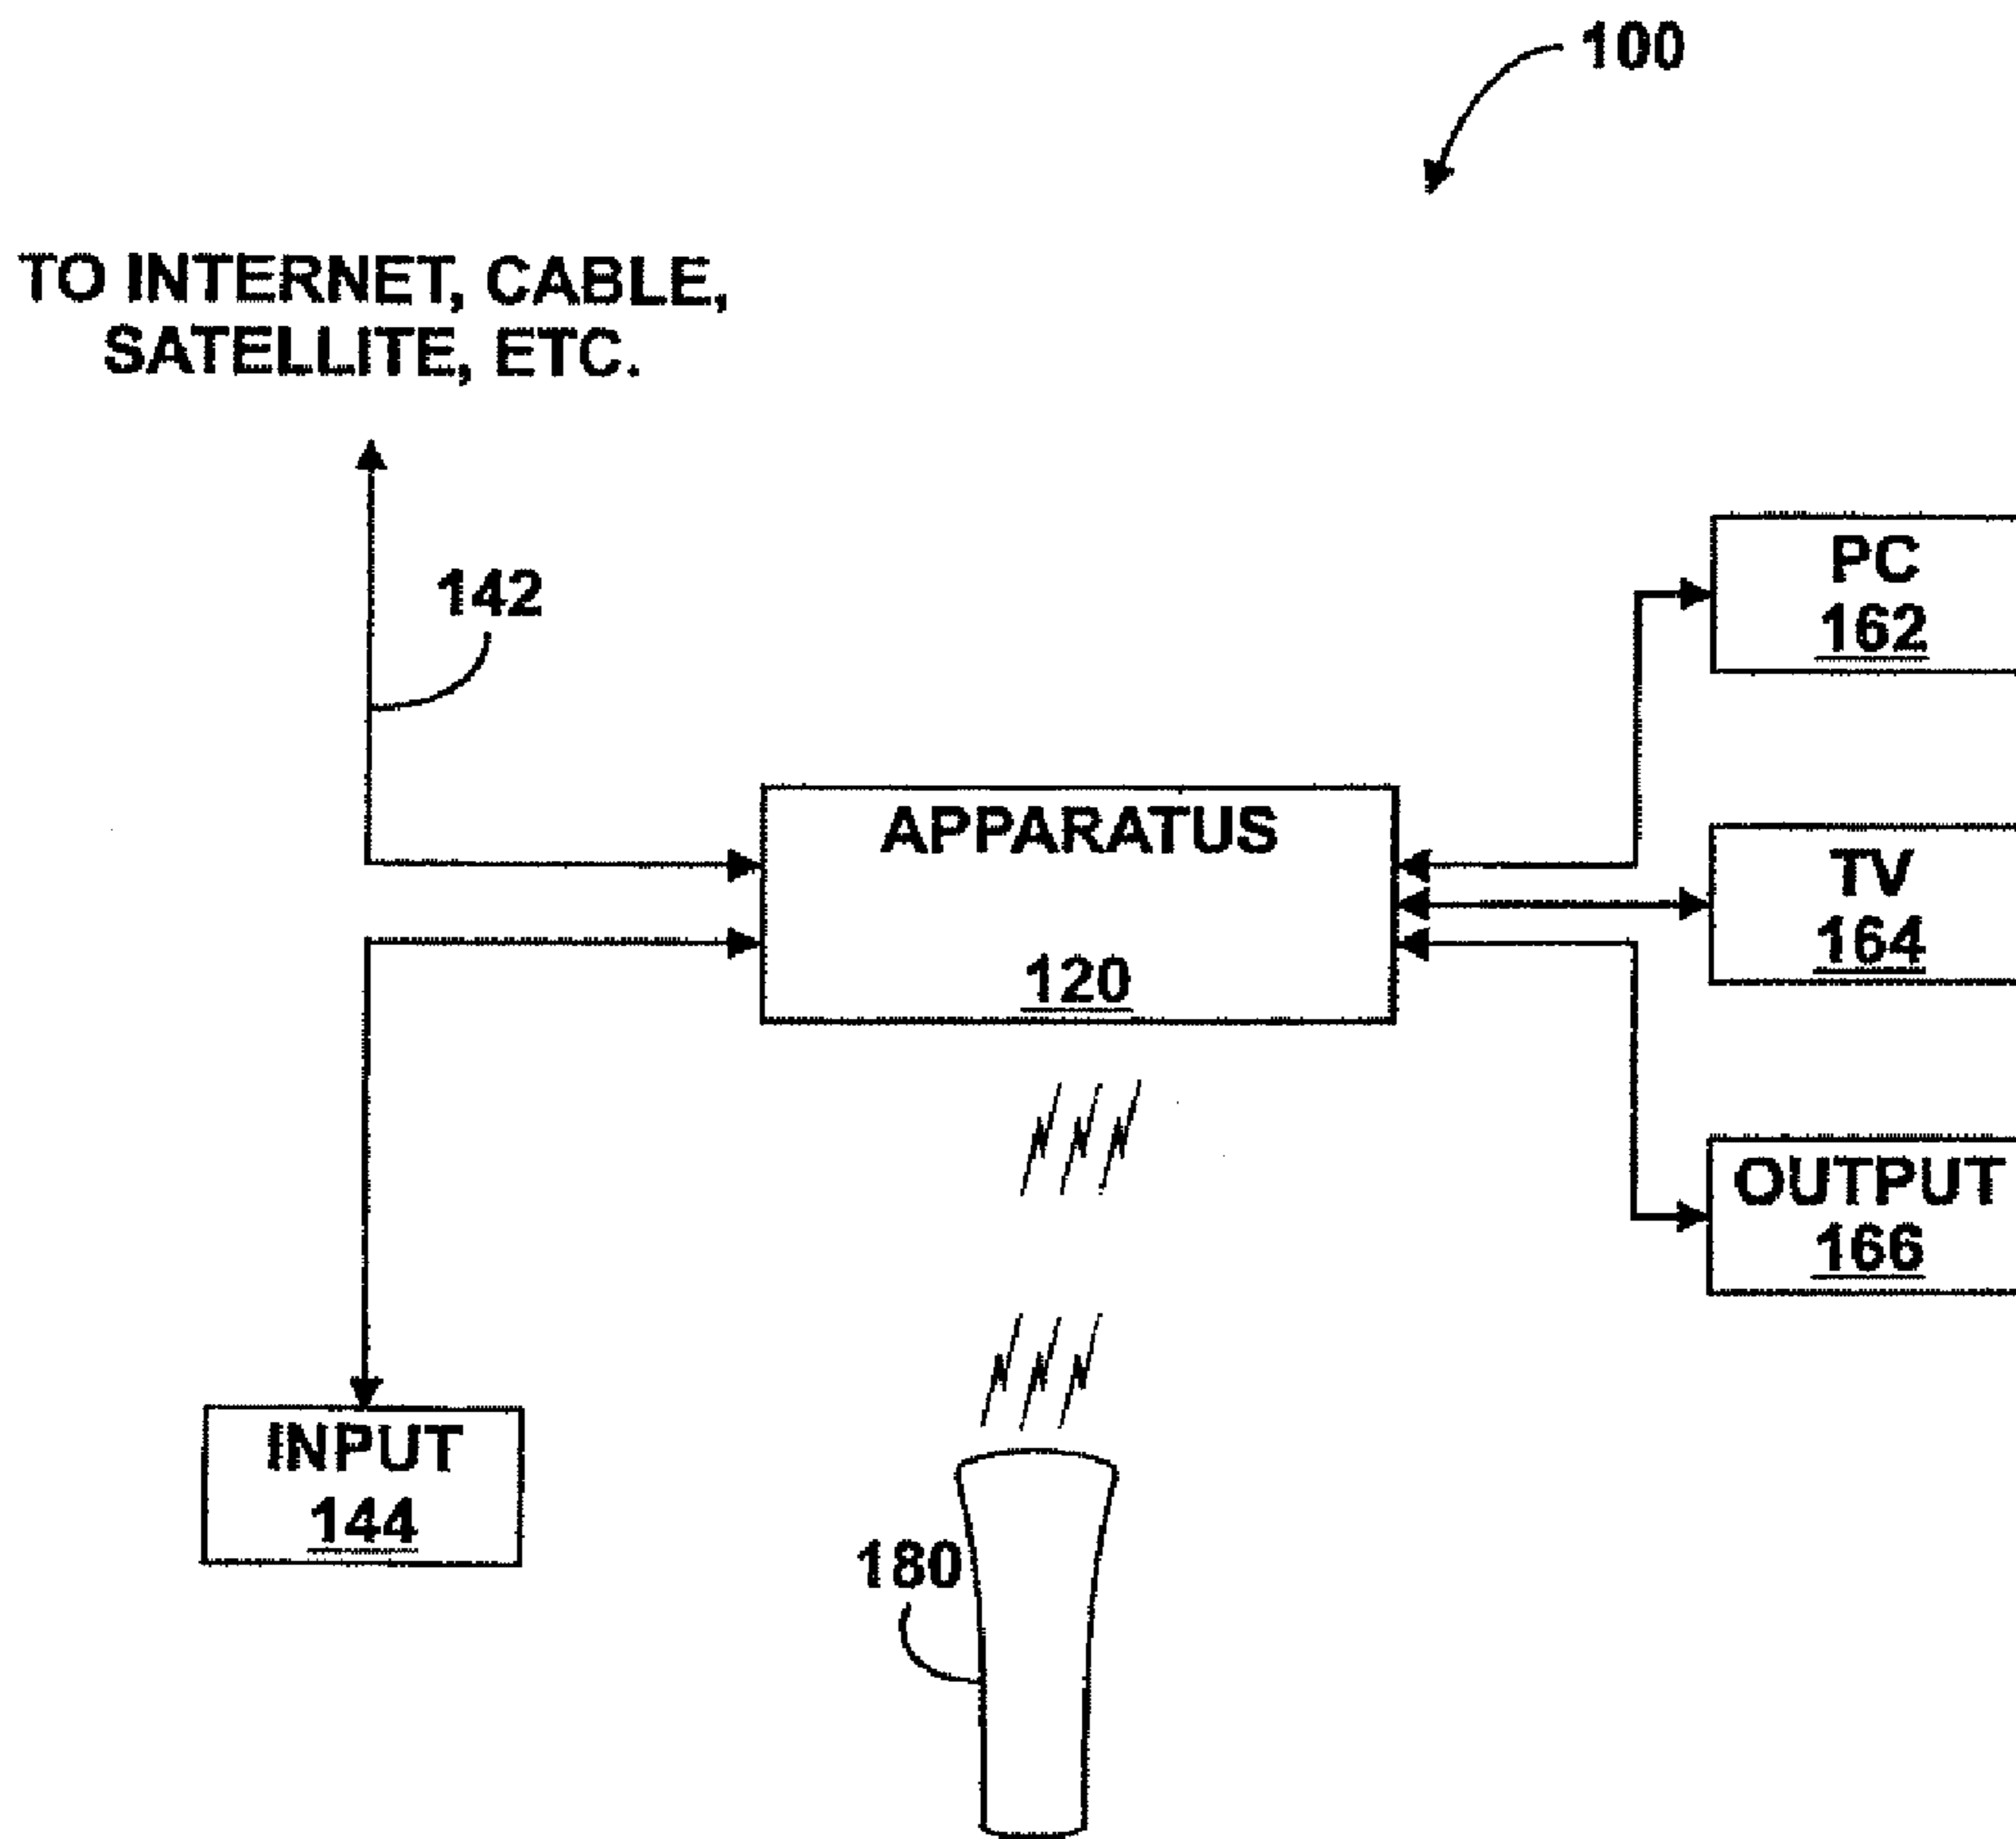 100
TO INTERNET, CABLE,
SATELLITE, ETC.
142
PC
162
APPARATUS
120
TV
164
OUTPUT
166
INPUT
144
180